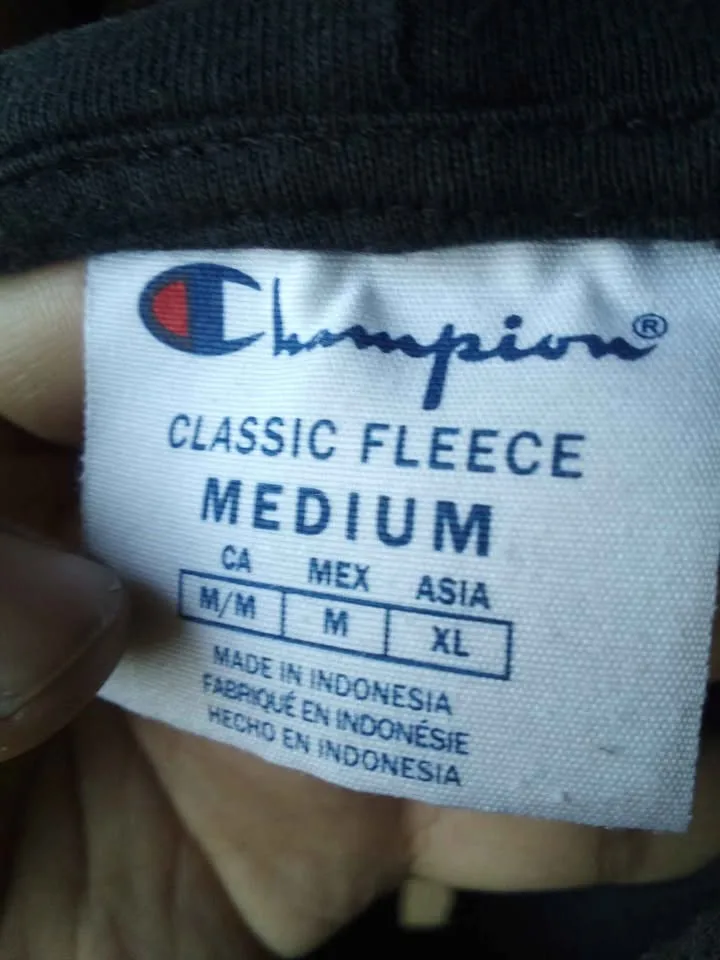 Champion®
CLASSIC FLEECE
MEDIUM
CA MEX ASIA
M/M M XL
MADE IN INDONESIA
FABRIQUÉ EN INDONÉSIE
HECHO EN INDONESIA